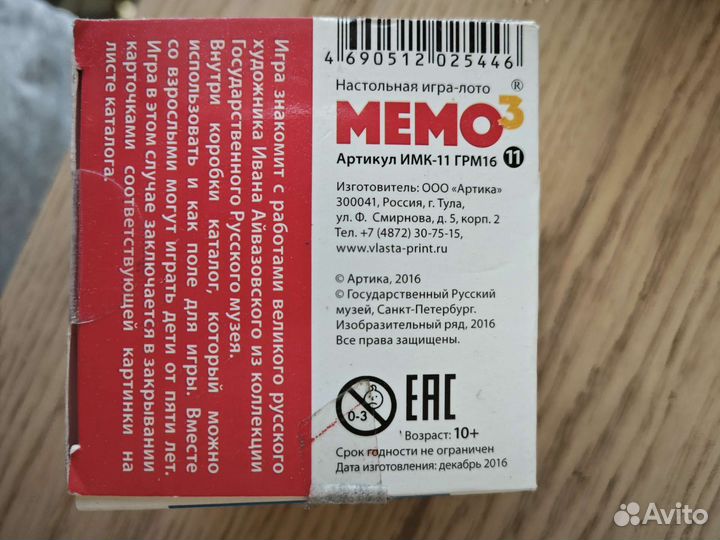 Игра знакомит с работами великого русского
художника Ивана Айвазовского из коллекции
Государственного Русского музея.
Внутри коробки каталог, который можно
использовать и как поле для игры. Вместе
со взрослыми могут играть дети от пяти лет.
Игра в этом случае заключается в закрывании
карточками соответствующей картинки на
листе каталога.
4 690512 025446
Настольная игра-лото
МЕМО3®
Артикул ИМК-11 ГРМ16 11
Изготовитель: ООО «Артика»
300041, Россия, г. Тула,
ул. Ф. Смирнова, д. 5, корп. 2
Тел. +7 (4872) 30-75-15,
www.vlasta-print.ru
© Артика, 2016
© Государственный Русский
музей, Санкт-Петербург.
Изобразительный ряд, 2016
Все права защищены.
0-3
ЕАС
Возраст: 10+
Срок годности не ограничен
Дата изготовления: декабрь 2016
Avito